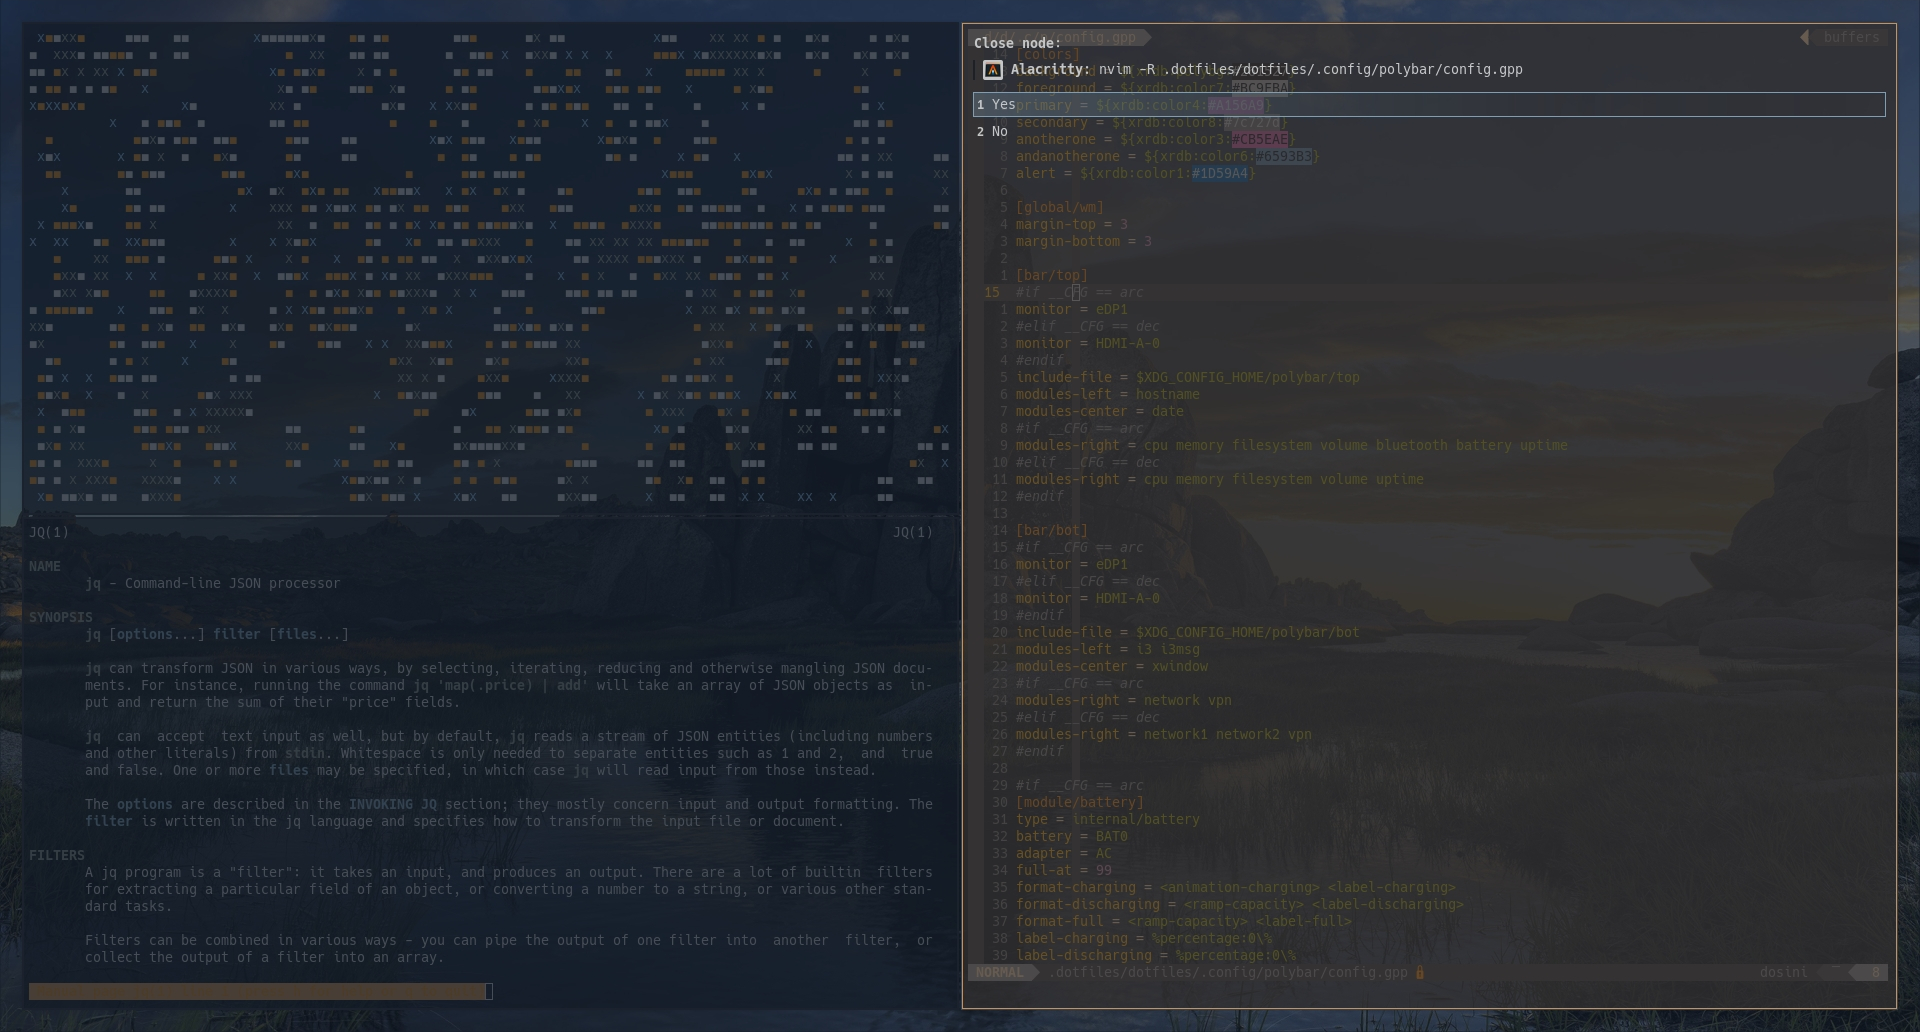 JQ(1) JQ(1)
NAME
jq – Command-line JSON processor
SYNOPSIS
jq [options...] filter [files...]
jq can transform JSON in various ways, by selecting, iterating, reducing and otherwise mangling JSON docu-
ments. For instance, running the command jq 'map(.price) | add' will take an array of JSON objects as in-
put and return the sum of their "price" fields.
jq can accept text input as well, but by default, jq reads a stream of JSON entities (including numbers
and other literals) from stdin. Whitespace is only needed to separate entities such as 1 and 2, and true
and false. One or more files may be specified, in which case jq will read input from those instead.
The options are described in the INVOKING JQ section; they mostly concern input and output formatting. The
filter is written in the jq language and specifies how to transform the input file or document.
FILTERS
A jq program is a "filter": it takes an input, and produces an output. There are a lot of builtin filters
for extracting a particular field of an object, or converting a number to a string, or various other stan-
dard tasks.
Filters can be combined in various ways – you can pipe the output of one filter into another filter, or
collect the output of a filter into an array.
config.gpp buffers
Close node:
[colors]
Alacritty: nvim -R .dotfiles/dotfiles/.config/polybar/config.gpp
12 foreground = ${xrdb:color7:#BC9FBA}
1 Yes
primary = ${xrdb:color4:#A156A9}
10 secondary = ${xrdb:color8:#7c727d}
2 No
9 anotherone = ${xrdb:color3:#CB5EAE}
8 andanotherone = ${xrdb:color6:#6593B3}
7 alert = ${xrdb:color1:#1D59A4}
6
5 [global/wm]
4 margin-top = 3
3 margin-bottom = 3
2
1 [bar/top]
15 #if __CFG == arc
1 monitor = eDP1
2 #elif __CFG == dec
3 monitor = HDMI-A-0
4 #endif
5 include-file = $XDG_CONFIG_HOME/polybar/top
6 modules-left = hostname
7 modules-center = date
8 #if __CFG == arc
9 modules-right = cpu memory filesystem volume bluetooth battery uptime
10 #elif __CFG == dec
11 modules-right = cpu memory filesystem volume uptime
12 #endif
13
14 [bar/bot]
15 #if __CFG == arc
16 monitor = eDP1
17 #elif __CFG == dec
18 monitor = HDMI-A-0
19 #endif
20 include-file = $XDG_CONFIG_HOME/polybar/bot
21 modules-left = i3 i3msg
22 modules-center = xwindow
23 #if __CFG == arc
24 modules-right = network vpn
25 #elif __CFG == dec
26 modules-right = network1 network2 vpn
27 #endif
28
29 #if __CFG == arc
30 [module/battery]
31 type = internal/battery
32 battery = BAT0
33 adapter = AC
34 full-at = 99
35 format-charging = <animation-charging> <label-charging>
36 format-discharging = <ramp-capacity> <label-discharging>
37 format-full = <ramp-capacity> <label-full>
38 label-charging = %percentage:0\%
39 label-discharging = %percentage:0\%
NORMAL .dotfiles/dotfiles/.config/polybar/config.gpp dosini 8